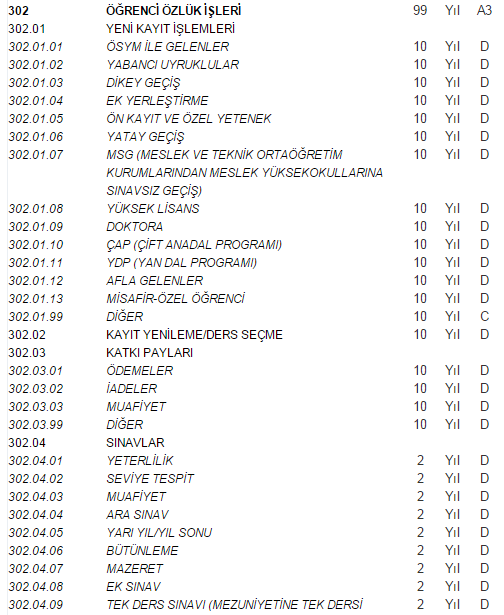 302 ÖĞRENCİ ÖZLÜK İŞLERİ 99 Yıl A3
302.01 YENİ KAYIT İŞLEMLERİ
302.01.01 ÖSYM İLE GELENLER 10 Yıl D
302.01.02 YABANCI UYRUKLULAR 10 Yıl D
302.01.03 DİKEY GEÇİŞ 10 Yıl D
302.01.04 EK YERLEŞTİRME 10 Yıl D
302.01.05 ÖN KAYIT VE ÖZEL YETENEK 10 Yıl D
302.01.06 YATAY GEÇİŞ 10 Yıl D
302.01.07 MSG (MESLEK VE TEKNİK ORTAÖĞRETİM 10 Yıl D
KURUMLARINDAN MESLEK YÜKSEKOKULLARINA
SINAVSIZ GEÇİŞ)
302.01.08 YÜKSEK LİSANS 10 Yıl D
302.01.09 DOKTORA 10 Yıl D
302.01.10 ÇAP (ÇİFT ANADAL PROGRAMI) 10 Yıl D
302.01.11 YDP (YAN DAL PROGRAMI) 10 Yıl D
302.01.12 AFLA GELENLER 10 Yıl D
302.01.13 MİSAFİR-ÖZEL ÖĞRENCİ 10 Yıl D
302.01.99 DİĞER 10 Yıl C
302.02 KAYIT YENİLEME/DERS SEÇME 10 Yıl D
302.03 KATKI PAYLARI
302.03.01 ÖDEMELER 10 Yıl D
302.03.02 İADELER 10 Yıl D
302.03.03 MUAFİYET 10 Yıl D
302.03.99 DİĞER 10 Yıl D
302.04 SINAVLAR
302.04.01 YETERLİLİK 2 Yıl D
302.04.02 SEVİYE TESPİT 2 Yıl D
302.04.03 MUAFİYET 2 Yıl D
302.04.04 ARA SINAV 2 Yıl D
302.04.05 YARI YIL/YIL SONU 2 Yıl D
302.04.06 BÜTÜNLEME 2 Yıl D
302.04.07 MAZERET 2 Yıl D
302.04.08 EK SINAV 2 Yıl D
302.04.09 TEK DERS SINAVI (MEZUNİYETİNE TEK DERSİ 2 Yıl D